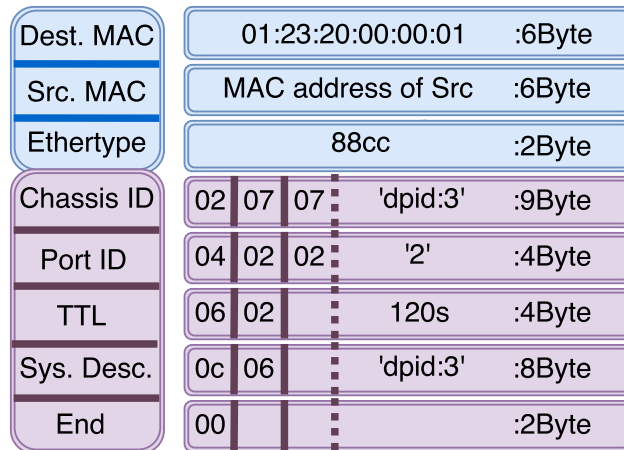 Dest. MAC 01:23:20:00:00:01 :6Byte
Src. MAC MAC address of Src :6Byte
Ethertype 88cc :2Byte
Chassis ID 02 07 07 'dpid:3' :9Byte
Port ID 04 02 02 '2' :4Byte
TTL 06 02 120s :4Byte
Sys. Desc. 0c 06 'dpid:3' :8Byte
End 00 :2Byte